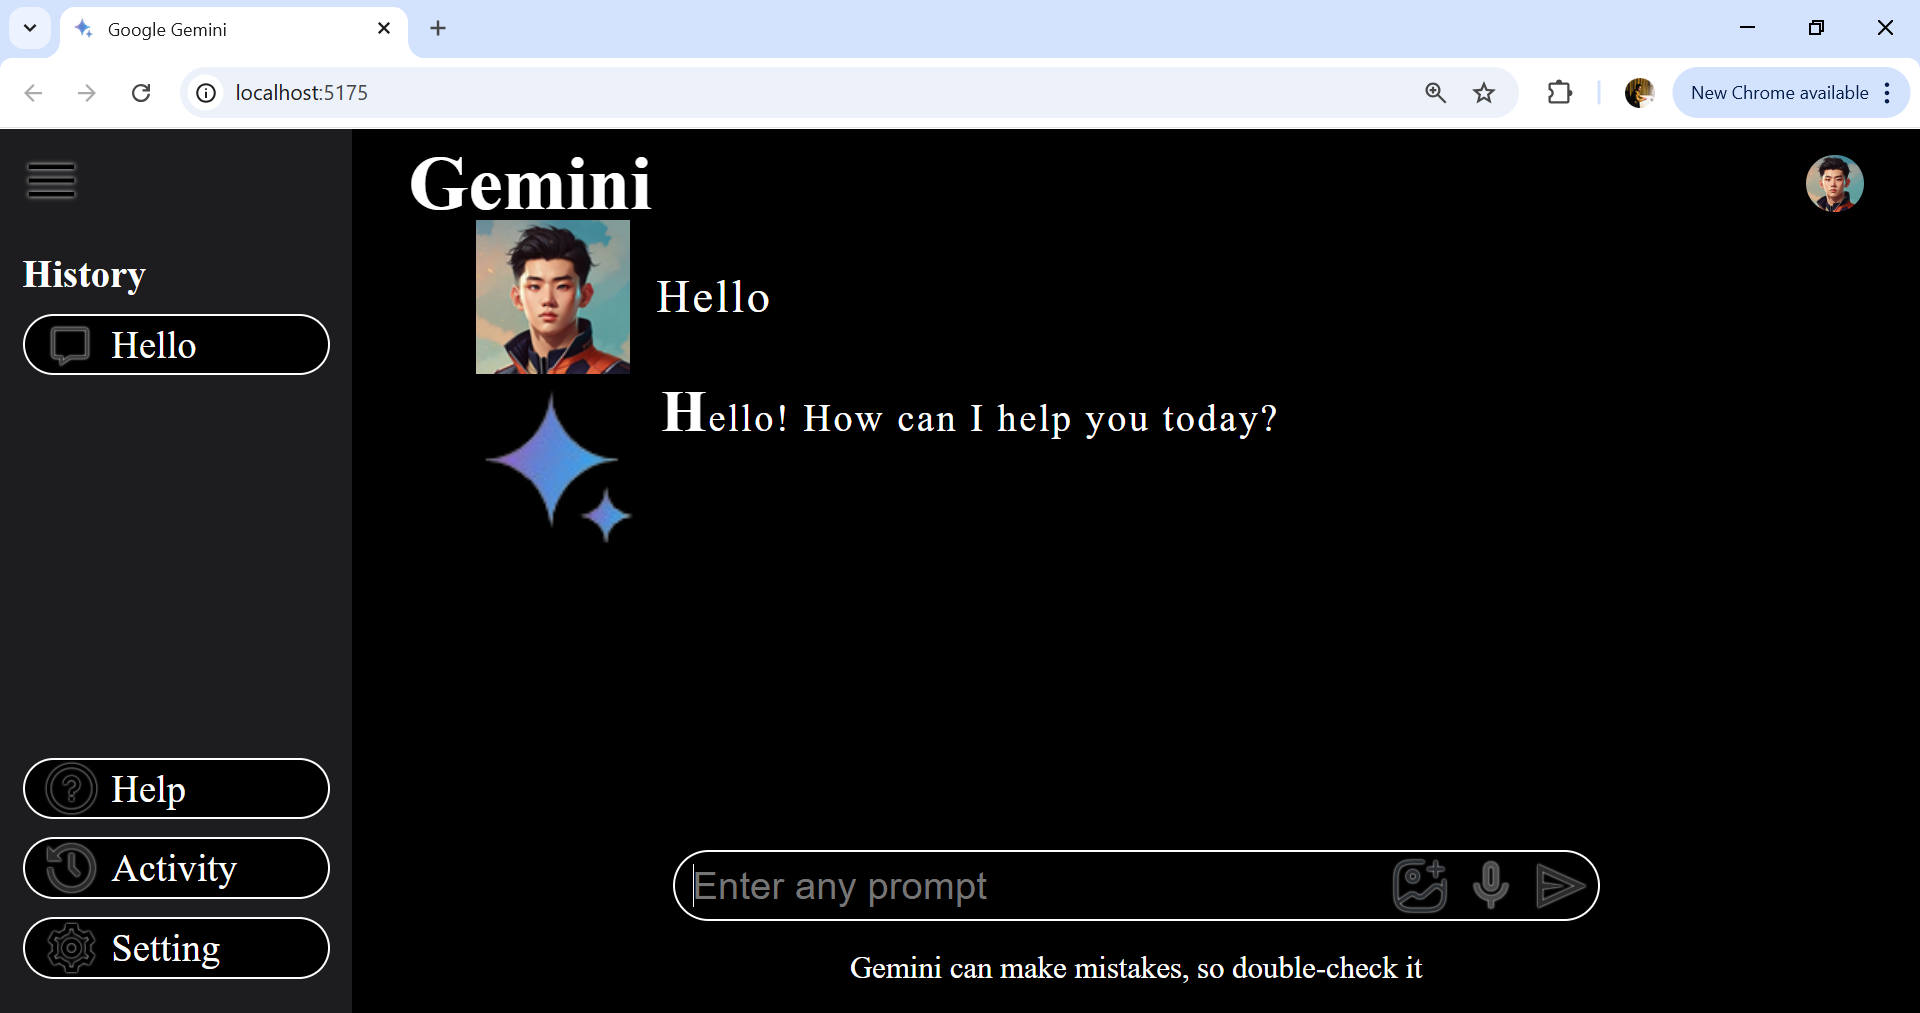 Google Gemini
localhost:5175
New Chrome available
Gemini
History
Hello
Hello
Hello! How can I help you today?
Help
Activity
Setting
Enter any prompt
Gemini can make mistakes, so double-check it